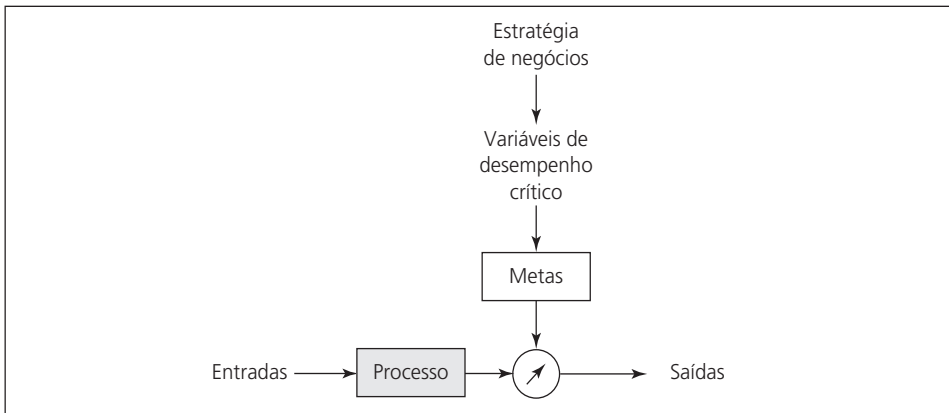 Estratégia
de negócios
Variáveis de
desempenho
crítico
Metas
Entradas
Processo
Saídas